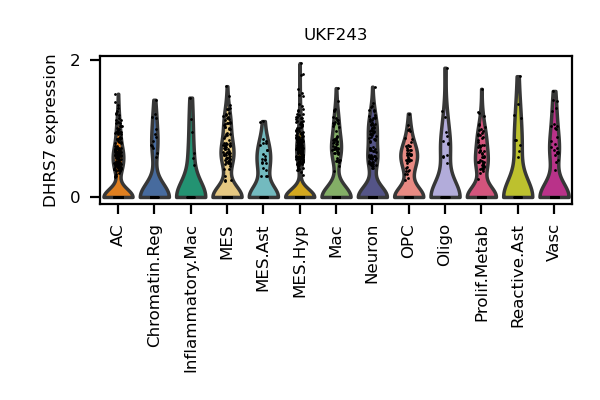 UKF243
DHRS7 expression
2
0
AC
Chromatin.Reg
Inflammatory.Mac
MES
MES.Ast
MES.Hyp
Mac
Neuron
OPC
Oligo
Prolif.Metab
Reactive.Ast
Vasc